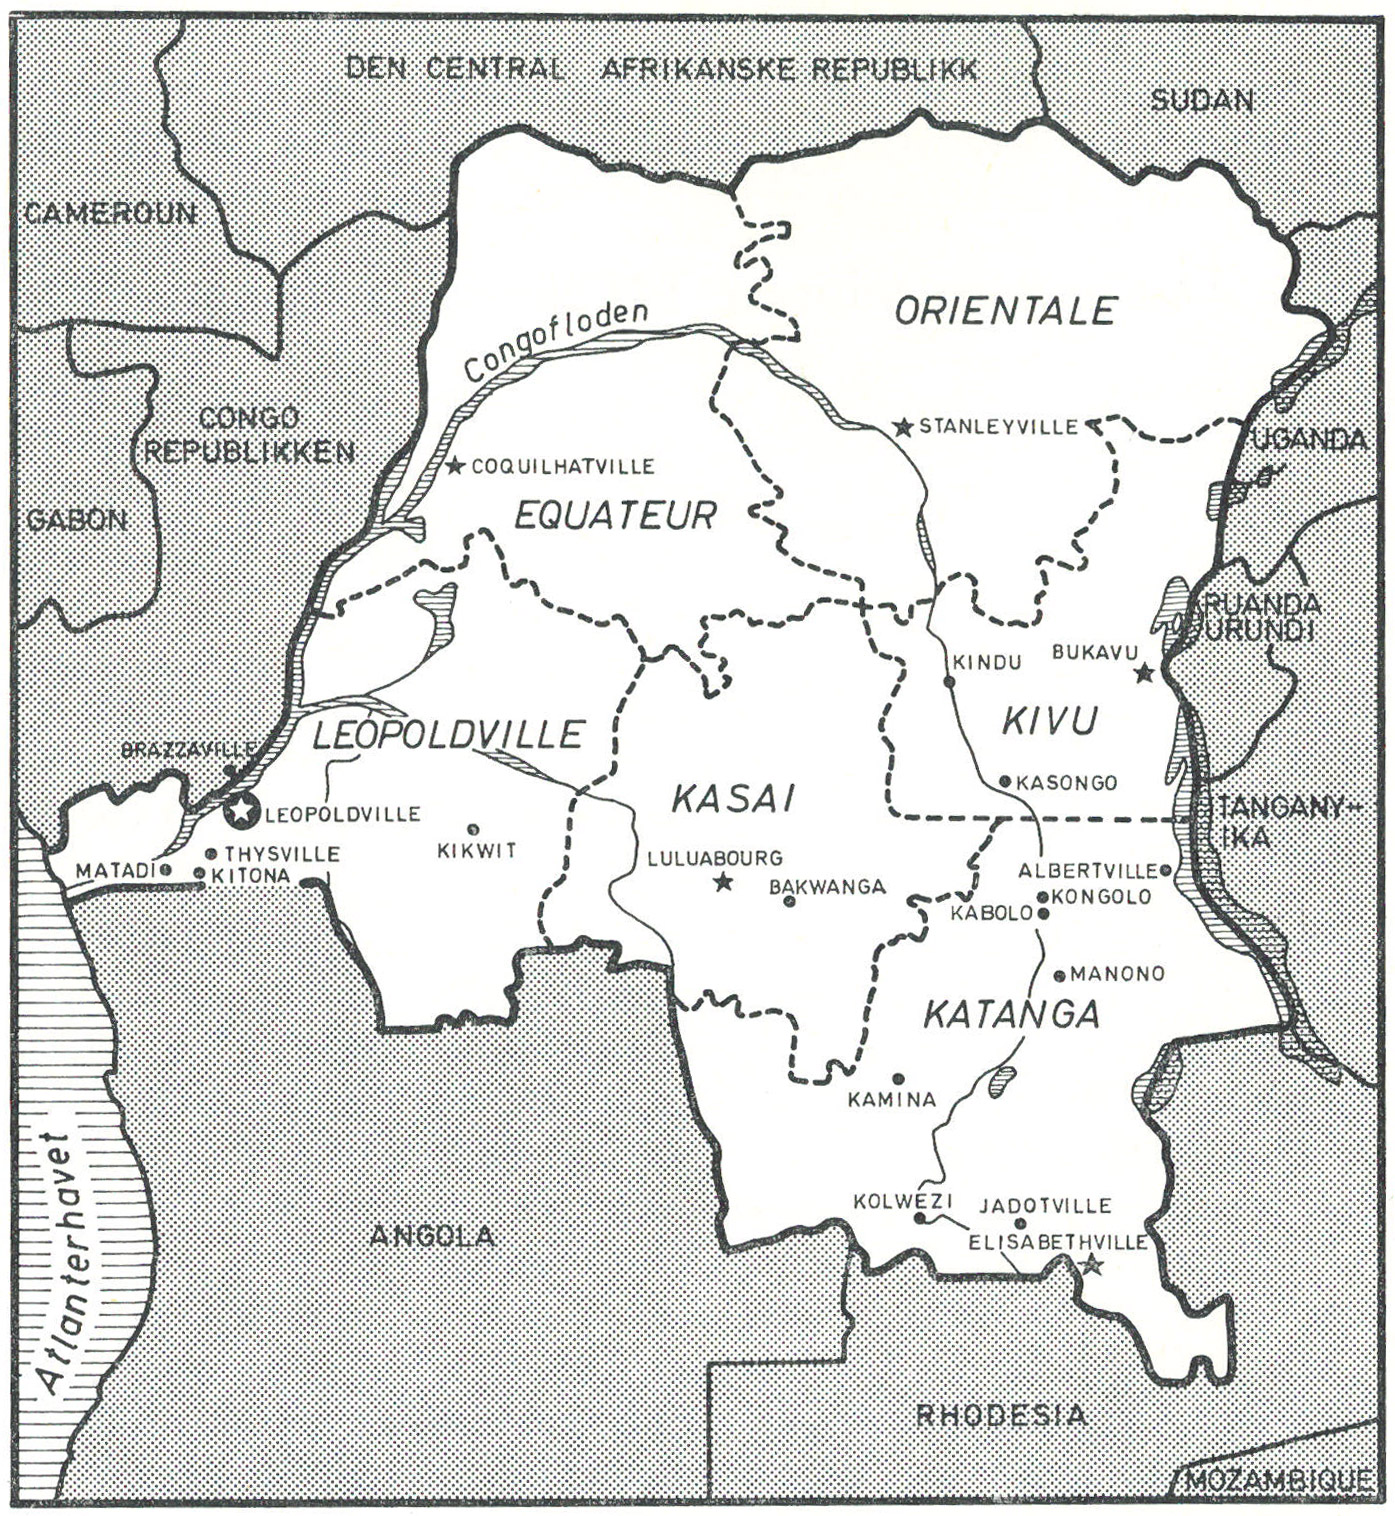 DEN CENTRAL AFRIKANSKE REPUBLIKK
SUDAN
CAMEROUN
ORIENTALE
Congofloden
CONGO
REPUBLIKKEN
STANLEYVILLE
UGANDA
COQUILHATVILLE
GABON
EQUATEUR
RUANDA
URUNDI
BUKAVU
KINDU
KIVU
LEOPOLDVILLE
BRAZZAVILLE
KASONGO
KASAI
TANGANY-
IKA
LEOPOLDVILLE
KIKWIT
THYSVILLE
LULUABOURG
MATADI
KITONA
ALBERTVILLE
BAKWANGA
KONGOLO
KABOLO
MANONO
KATANGA
KAMINA
KOLWEZI
JADOTVILLE
ELISABETHVILLE
ANGOLA
Atlanterhavet
RHODESIA
MOZAMBIQUE